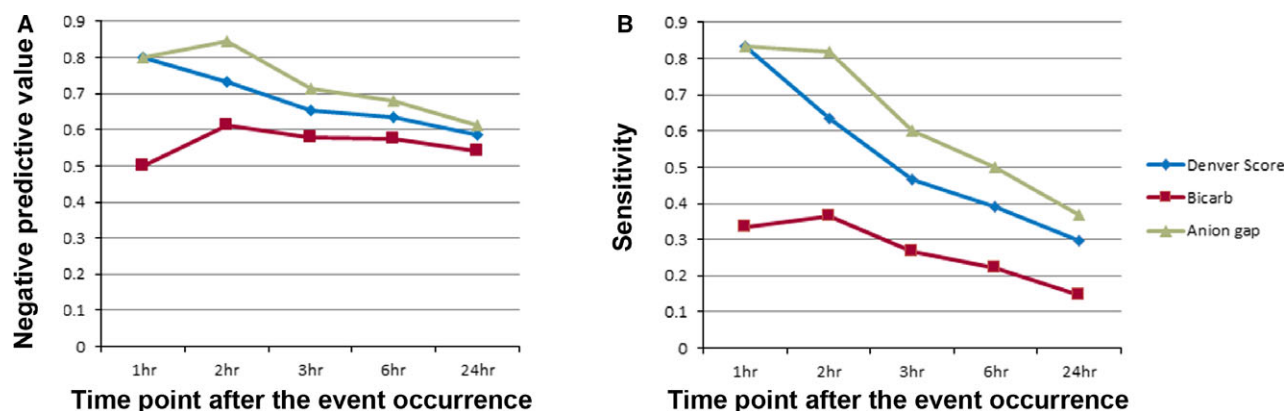 A
Negative predictive value
0.9
0.8
0.7
0.6
0.5
0.4
0.3
0.2
0.1
0
1hr 2hr 3hr 6hr 24hr
Time point after the event occurrence
B
Sensitivity
0.9
0.8
0.7
0.6
0.5
0.4
0.3
0.2
0.1
0
1hr 2hr 3hr 6hr 24hr
Time point after the event occurrence
Denver Score
Bicarb
Anion gap